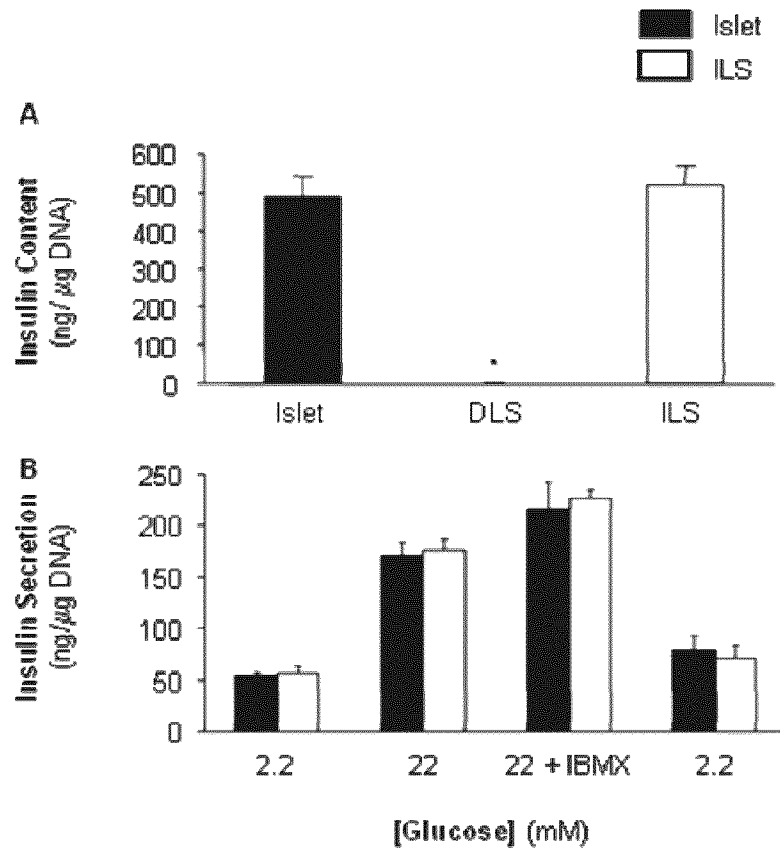 Islet
ILS
A
Insulin Content
(ng/µg DNA)
600
500
400
300
200
100
0
Islet
DLS
ILS
B
Insulin Secretion
(ng/µg DNA)
250
200
150
100
50
0
2.2
22
22 + IBMX
2.2
[Glucose] (mM)